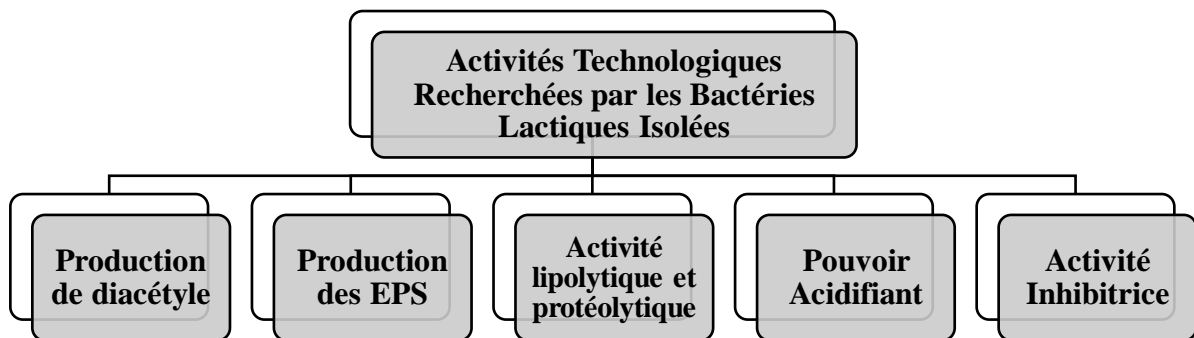 Activités Technologiques
Recherchées par les Bactéries
Lactiques Isolées
Production
de diacétyle
Production
des EPS
Activité
lipolytique et
protéolytique
Pouvoir
Acidifiant
Activité
Inhibitrice